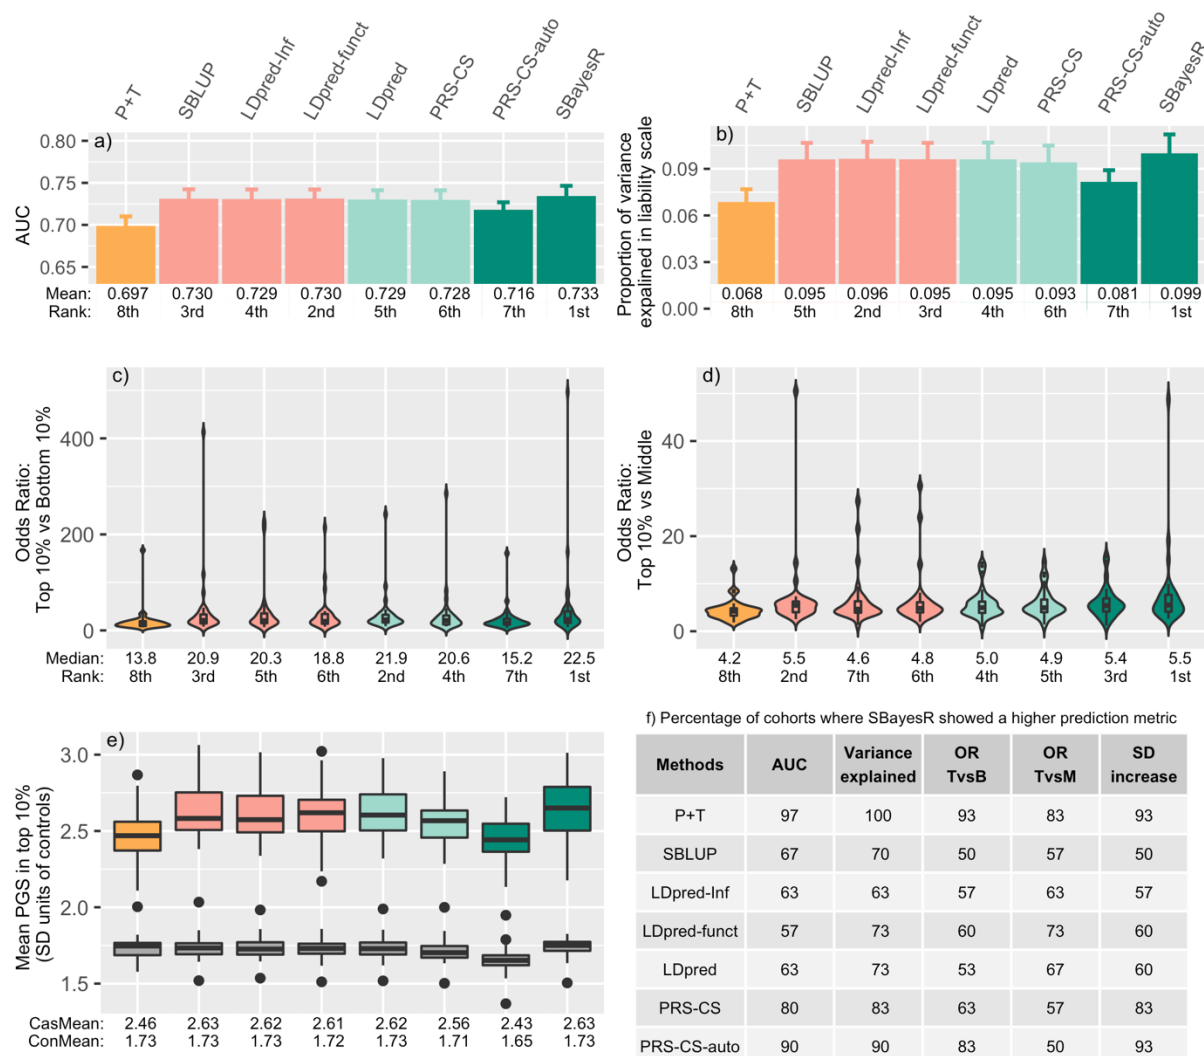 P+T SBLUP LDpred-Inf LDpred-funct LDpred PRS-CS PRS-CS-auto SBayesR
a)
AUC
0.80
0.75
0.70
0.65
Mean: 0.697 0.730 0.729 0.730 0.729 0.728 0.716 0.733
Rank: 8th 3rd 4th 2nd 5th 6th 7th 1st
P+T SBLUP LDpred-Inf LDpred-funct LDpred PRS-CS PRS-CS-auto SBayesR
b)
Proportion of variance
expalined in liability scale
0.09
0.06
0.03
0.00
0.068 0.095 0.096 0.095 0.095 0.093 0.081 0.099
8th 5th 2nd 3rd 4th 6th 7th 1st
c)
Odds Ratio:
Top 10% vs Bottom 10%
400
200
0
Median: 13.8 20.9 20.3 18.8 21.9 20.6 15.2 22.5
Rank: 8th 3rd 5th 6th 2nd 4th 7th 1st
d)
Odds Ratio:
Top 10% vs Middle
40
20
0
4.2 5.5 4.6 4.8 5.0 4.9 5.4 5.5
8th 2nd 7th 6th 4th 5th 3rd 1st
e)
Mean PGS in top 10%
(SD units of controls)
3.0
2.5
2.0
1.5
CasMean: 2.46 2.63 2.62 2.61 2.62 2.56 2.43 2.63
ConMean: 1.73 1.73 1.73 1.72 1.73 1.71 1.65 1.73
f) Percentage of cohorts where SBayesR showed a higher prediction metric
Methods AUC Variance explained OR TvsB OR TvsM SD increase
P+T 97 100 93 83 93
SBLUP 67 70 50 57 50
LDpred-Inf 63 63 57 63 57
LDpred-funct 57 73 60 73 60
LDpred 63 73 53 67 60
PRS-CS 80 83 63 57 83
PRS-CS-auto 90 90 83 50 93